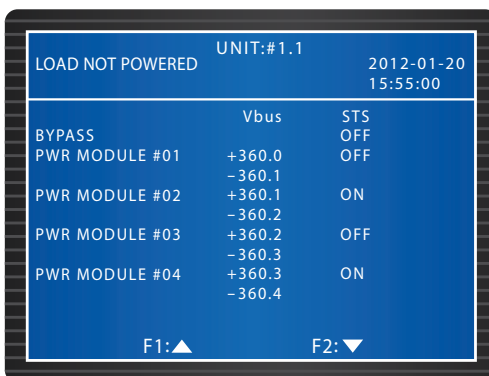 UNIT:#1.1
LOAD NOT POWERED 2012-01-20
15:55:00
Vbus STS
BYPASS OFF
PWR MODULE #01 +360.0 OFF
−360.1
PWR MODULE #02 +360.1 ON
−360.2
PWR MODULE #03 +360.2 OFF
−360.3
PWR MODULE #04 +360.3 ON
−360.4
F1:▲ F2:▼